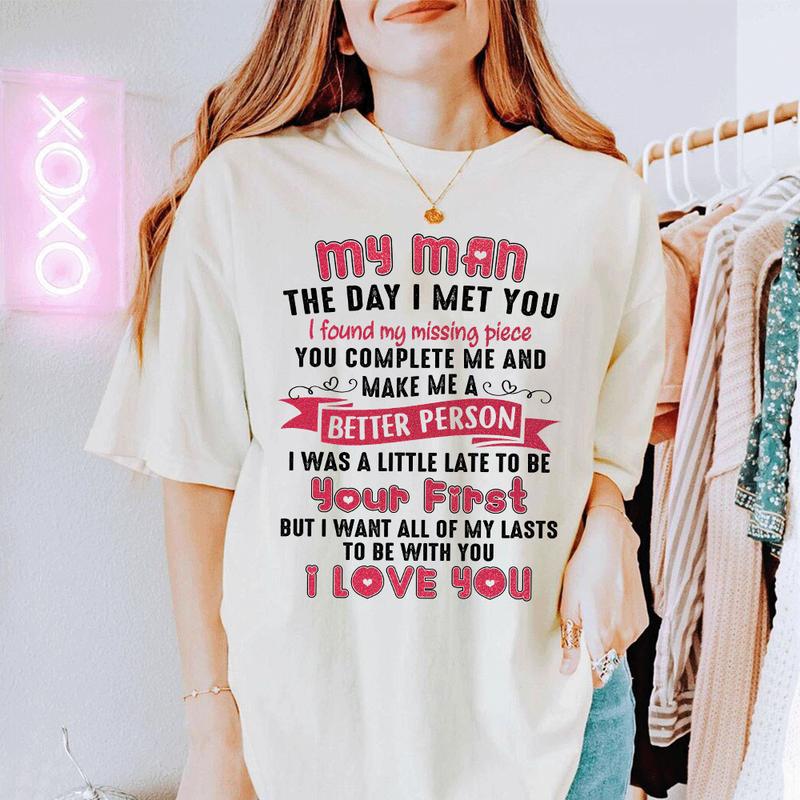 XOXO
my man
THE DAY I MET YOU
I found my missing piece
YOU COMPLETE ME AND
MAKE ME A
BETTER PERSON
I WAS A LITTLE LATE TO BE
Your First
BUT I WANT ALL OF MY LASTS
TO BE WITH YOU
i LOVE YOU